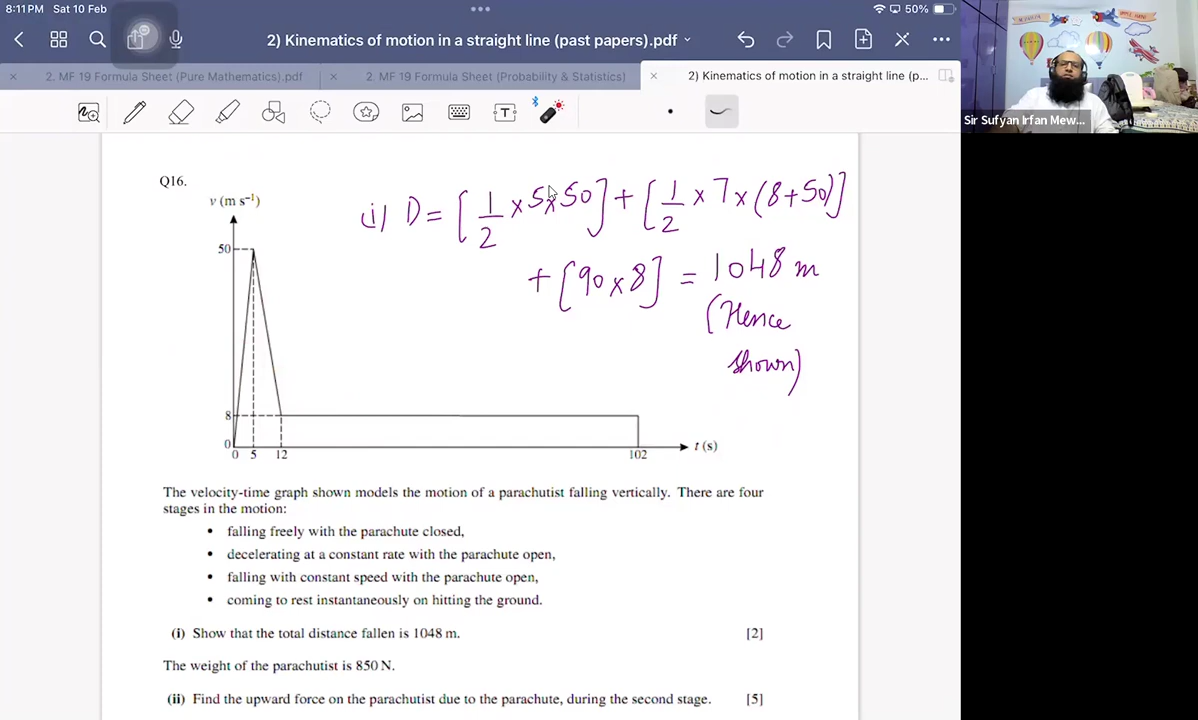 8:11 PM Sat 10 Feb
50%
2) Kinematics of motion in a straight line (past papers).pdf
2. MF 19 Formula Sheet (Pure Mathematics).pdf
2. MF 19 Formula Sheet (Probability & Statistics)
2) Kinematics of motion in a straight line (p...
Sir Sufyan Irfan Mew...
Q16.
v (m s⁻¹)
50
8
0
0 5 12 102 t (s)
(i) D = [1/2 × 5 × 50] + [1/2 × 7 × (8+50)]
+ [90 × 8] = 1048 m
(Hence
shown)
The velocity-time graph shown models the motion of a parachutist falling vertically. There are four
stages in the motion:
• falling freely with the parachute closed,
• decelerating at a constant rate with the parachute open,
• falling with constant speed with the parachute open,
• coming to rest instantaneously on hitting the ground.
(i) Show that the total distance fallen is 1048 m. [2]
The weight of the parachutist is 850 N.
(ii) Find the upward force on the parachutist due to the parachute, during the second stage. [5]